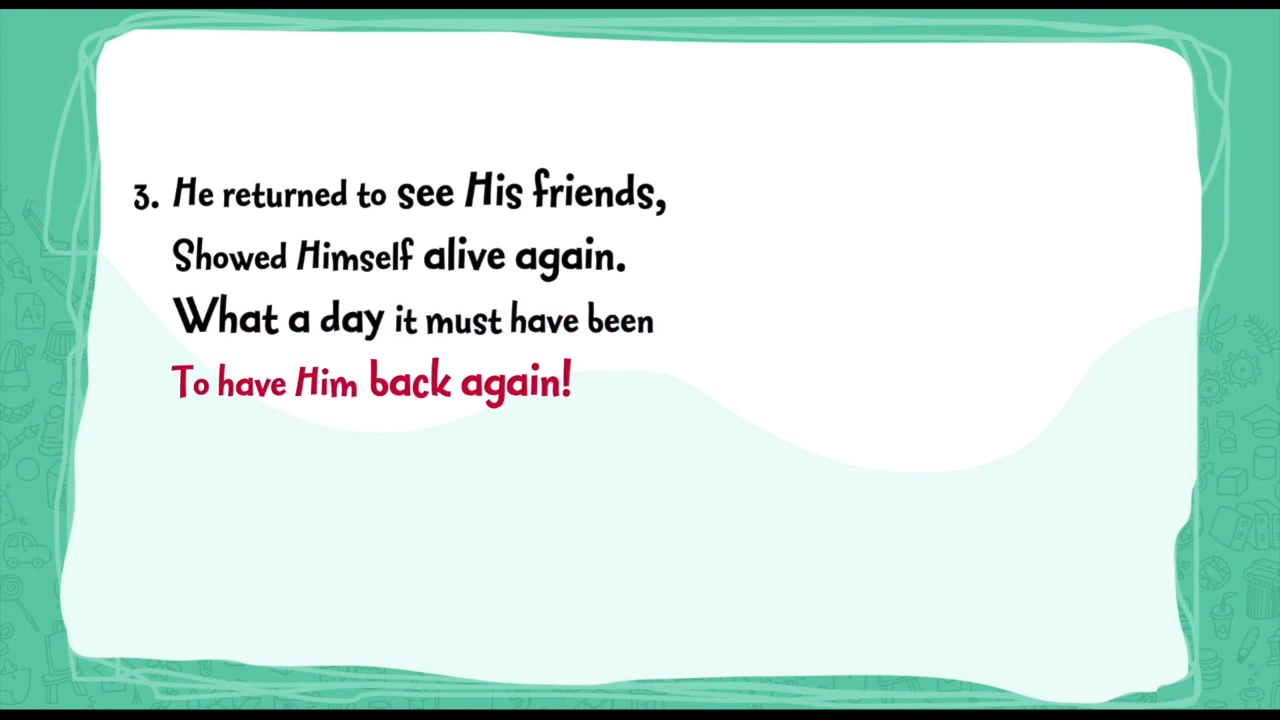 3. He returned to see His friends,
Showed Himself alive again.
What a day it must have been
To have Him back again!